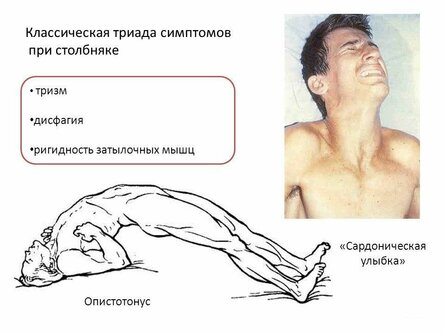 Классическая триада симптомов
при столбняке
• тризм
•дисфагия
•ригидность затылочных мышц
«Сардоническая
улыбка»
Опистотонус